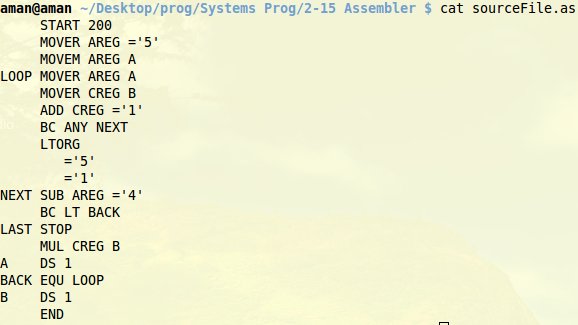 aman@aman ~/Desktop/prog/Systems Prog/2-15 Assembler $ cat sourceFile.as
     START 200
     MOVER AREG ='5'
     MOVEM AREG A
LOOP MOVER AREG A
     MOVER CREG B
     ADD CREG ='1'
     BC ANY NEXT
     LTORG
        ='5'
        ='1'
NEXT SUB AREG ='4'
     BC LT BACK
LAST STOP
     MUL CREG B
A    DS 1
BACK EQU LOOP
B    DS 1
     END